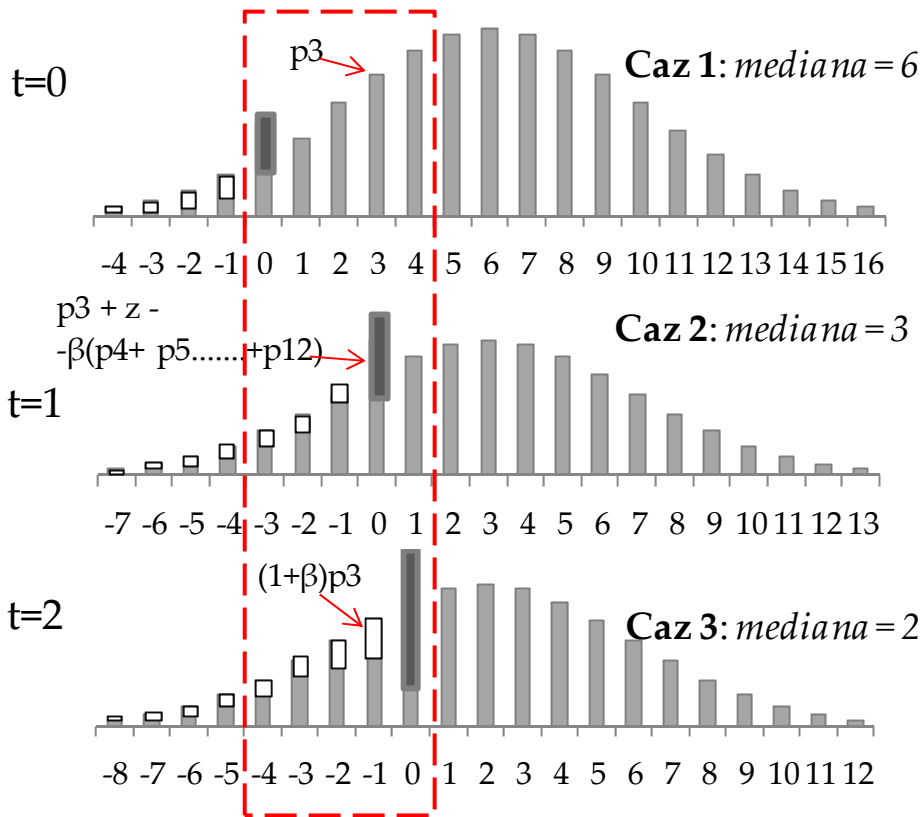 p3
t=0
Caz 1: mediana = 6
-4 -3 -2 -1 0 1 2 3 4 5 6 7 8 9 10 11 12 13 14 15 16
p3 + z -
-β(p4+ p5.......+p12)
Caz 2: mediana = 3
t=1
-7 -6 -5 -4 -3 -2 -1 0 1 2 3 4 5 6 7 8 9 10 11 12 13
(1+β)p3
t=2
Caz 3: mediana = 2
-8 -7 -6 -5 -4 -3 -2 -1 0 1 2 3 4 5 6 7 8 9 10 11 12